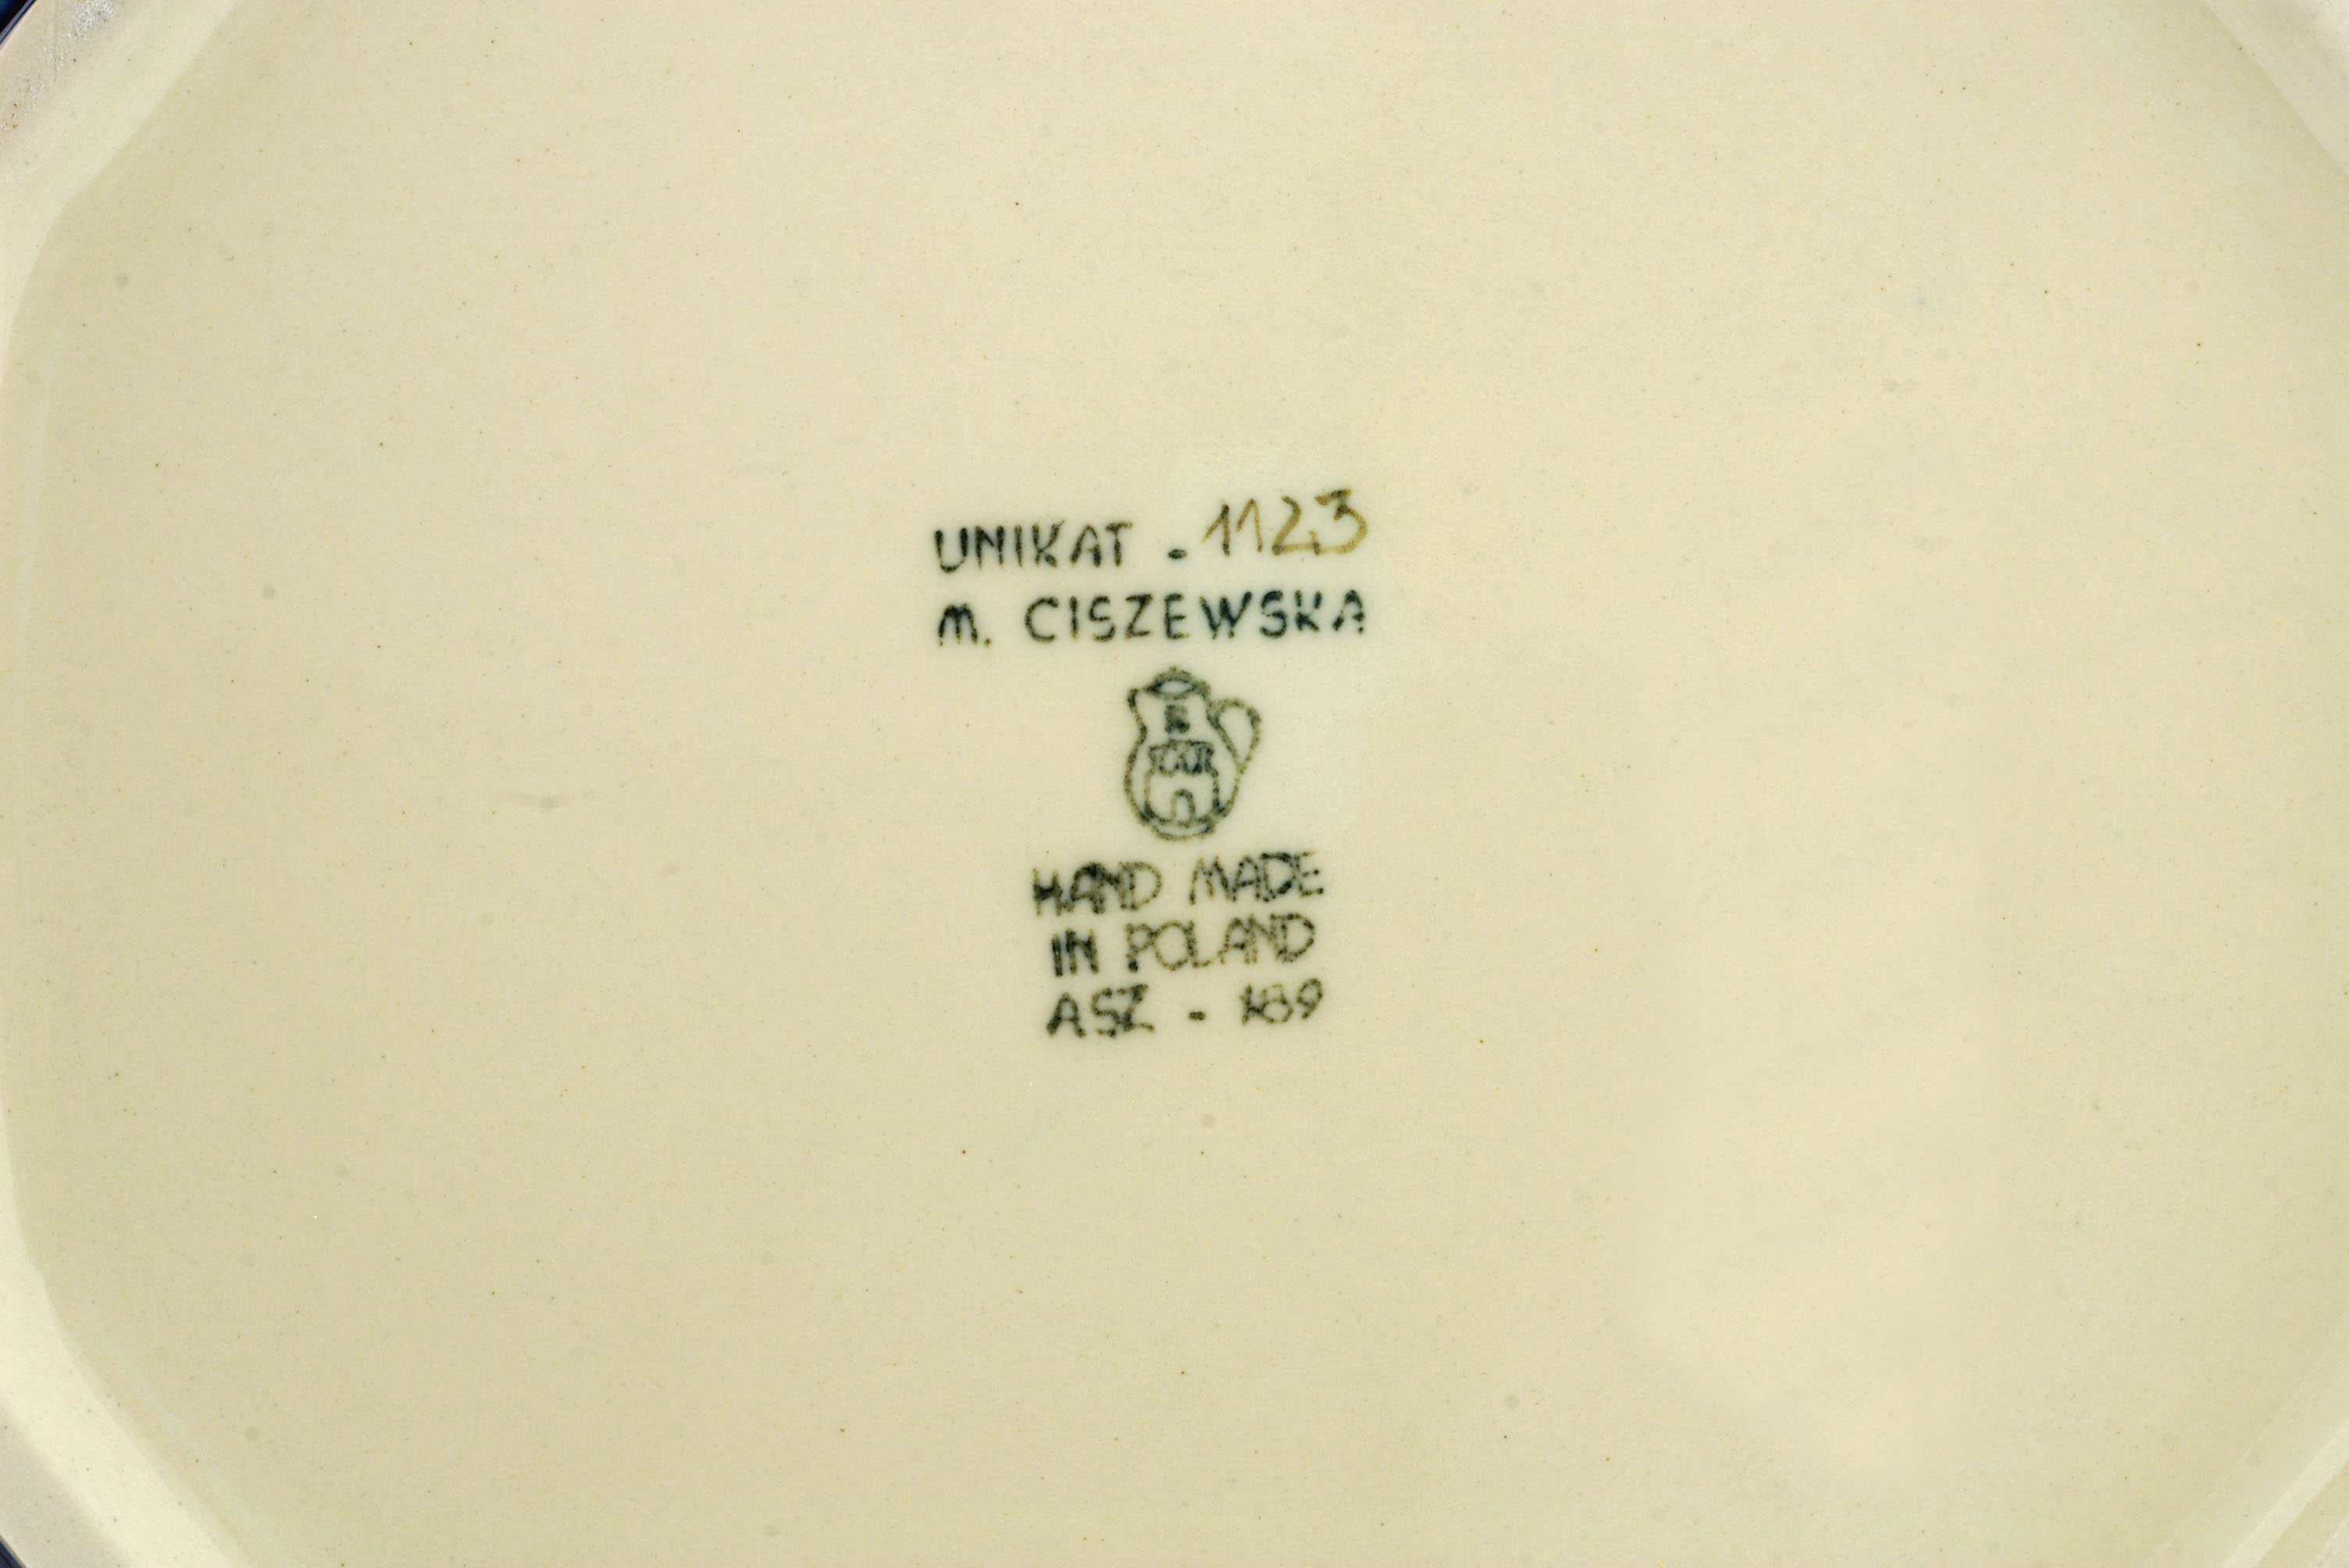 UNIKAT - 1123
M. CISZEWSKA
HAND MADE
IN POLAND
ASZ - 189